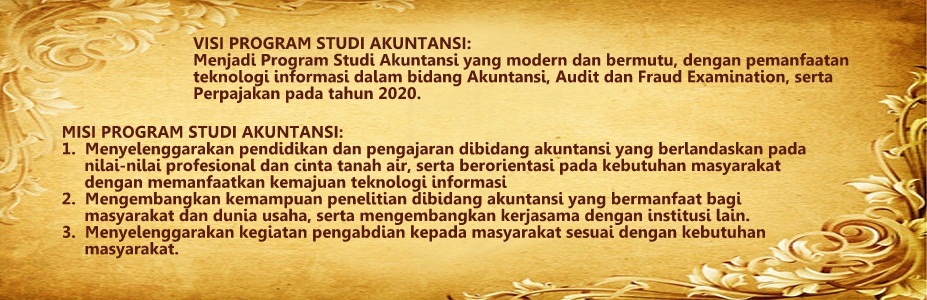 VISI PROGRAM STUDI AKUNTANSI:
Menjadi Program Studi Akuntansi yang modern dan bermutu, dengan pemanfaatan
teknologi informasi dalam bidang Akuntansi, Audit dan Fraud Examination, serta
Perpajakan pada tahun 2020.
MISI PROGRAM STUDI AKUNTANSI:
1. Menyelenggarakan pendidikan dan pengajaran dibidang akuntansi yang berlandaskan pada
nilai-nilai profesional dan cinta tanah air, serta berorientasi pada kebutuhan masyarakat
dengan memanfaatkan kemajuan teknologi informasi
2. Mengembangkan kemampuan penelitian dibidang akuntansi yang bermanfaat bagi
masyarakat dan dunia usaha, serta mengembangkan kerjasama dengan institusi lain.
3. Menyelenggarakan kegiatan pengabdian kepada masyarakat sesuai dengan kebutuhan
masyarakat.